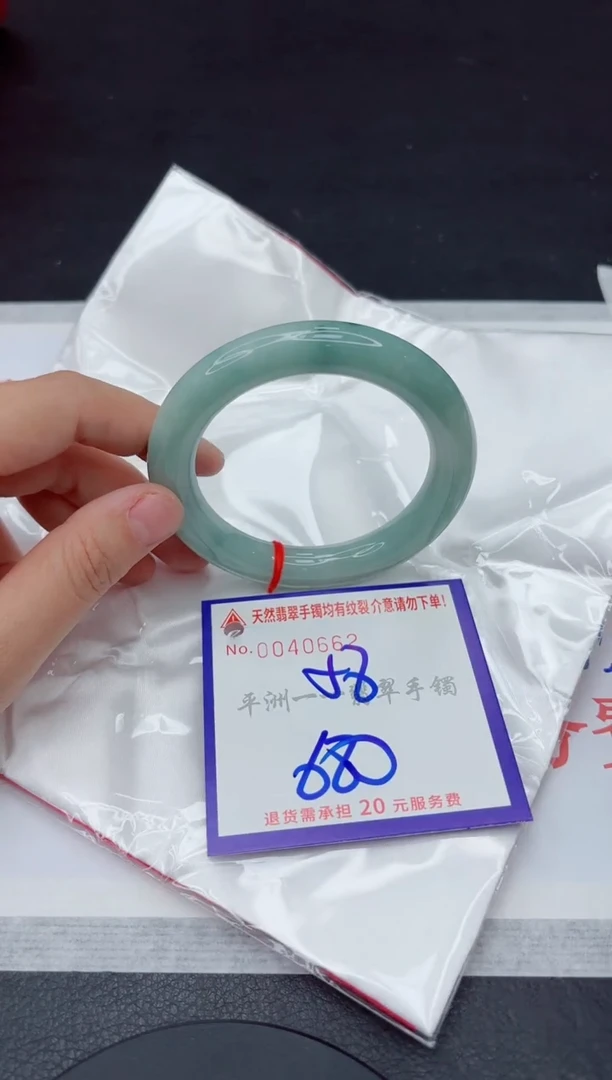 天然翡翠手镯均有纹裂介意请勿下单!
No.0040662
58
平洲一 翡翠手镯
680
退货需承担 20 元服务费